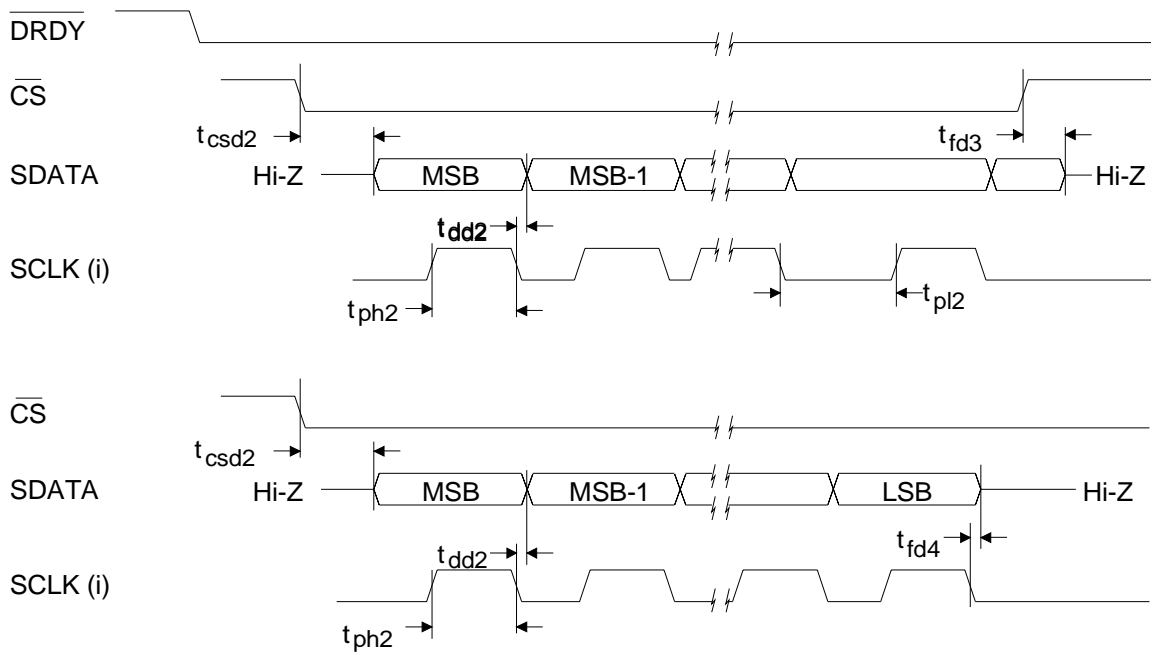 DRDY
CS
t csd2
t fd3
SDATA Hi-Z MSB MSB-1 Hi-Z
t dd2
SCLK (i)
t ph2 t pl2
CS
t csd2
SDATA Hi-Z MSB MSB-1 LSB Hi-Z
t dd2 t fd4
SCLK (i)
t ph2